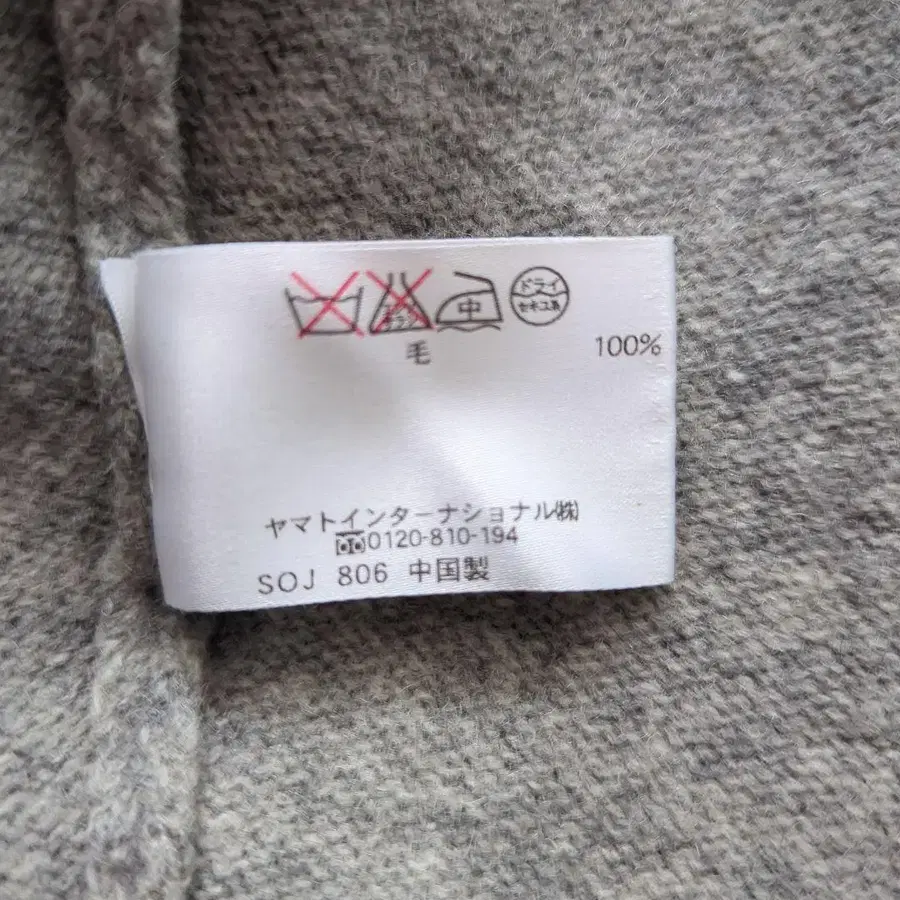 中 ドライ
セキユ系
毛 100%
ヤマトインターナショナル㈱
0120-810-194
SOJ 806 中国製